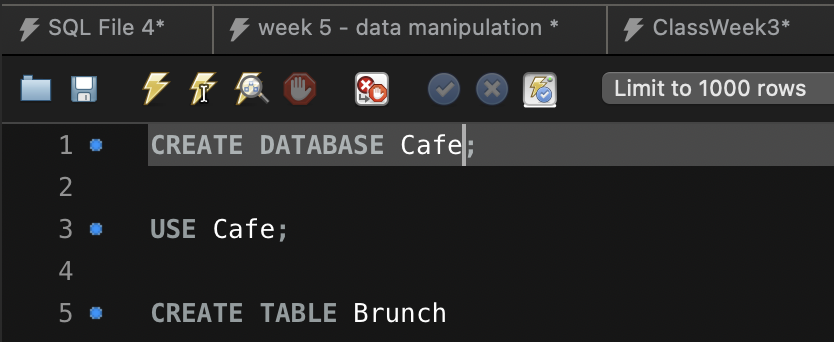 SQL File 4* week 5 - data manipulation * ClassWeek3*
Limit to 1000 rows
1 CREATE DATABASE Cafe;
2
3 USE Cafe;
4
5 CREATE TABLE Brunch